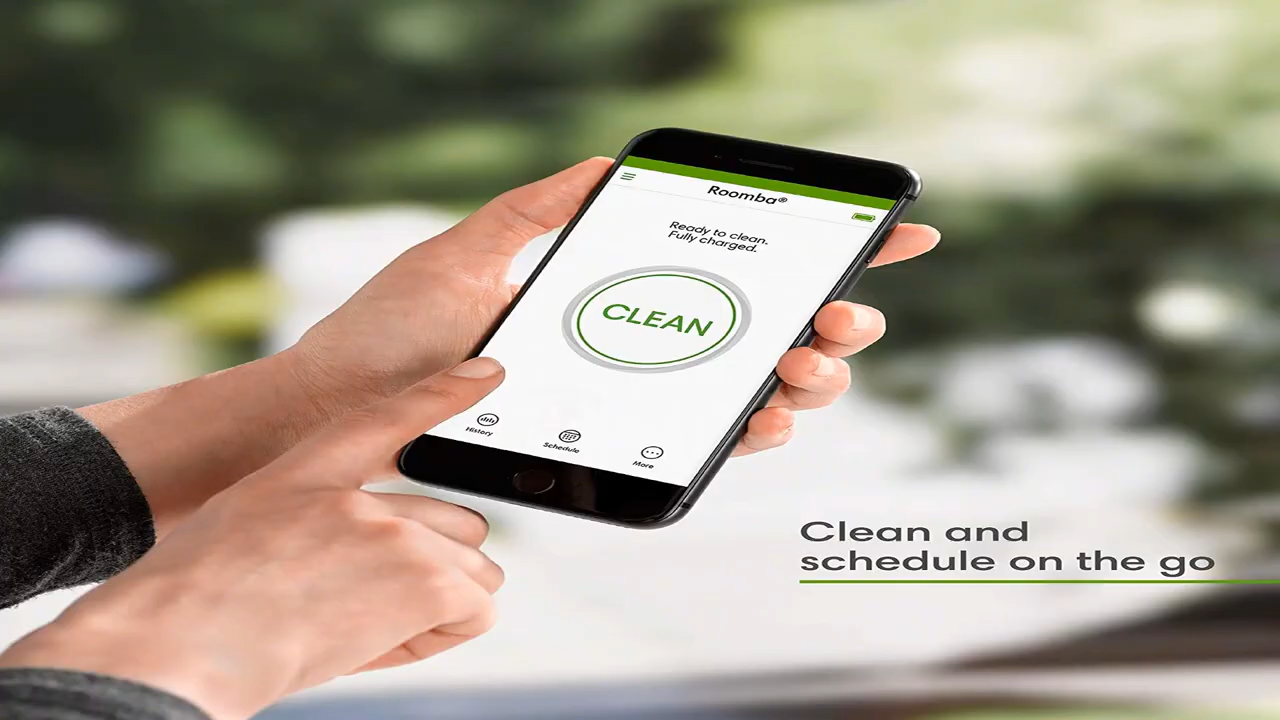 Roomba®
Ready to clean.
Fully charged.
CLEAN
History
Schedule
More
Clean and
schedule on the go